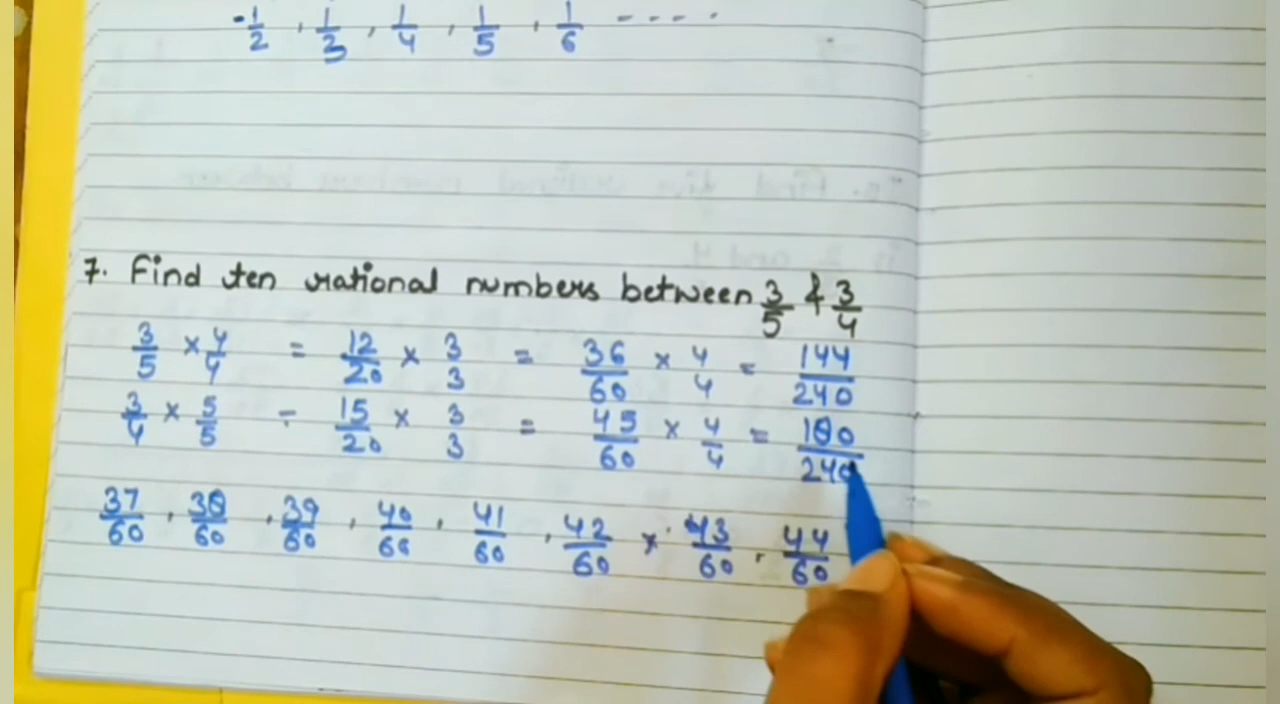 -1/2, 1/3, 1/4, 1/5, 1/6 ----.
7. Find ten rational numbers between 3/5 & 3/4
3/5 × 4/4 = 12/20 × 3/3 = 36/60 × 4/4 = 144/240
3/4 × 5/5 = 15/20 × 3/3 = 45/60 × 4/4 = 180/240
37/60, 38/60, 39/60, 40/60, 41/60, 42/60 × 43/60, 44/60